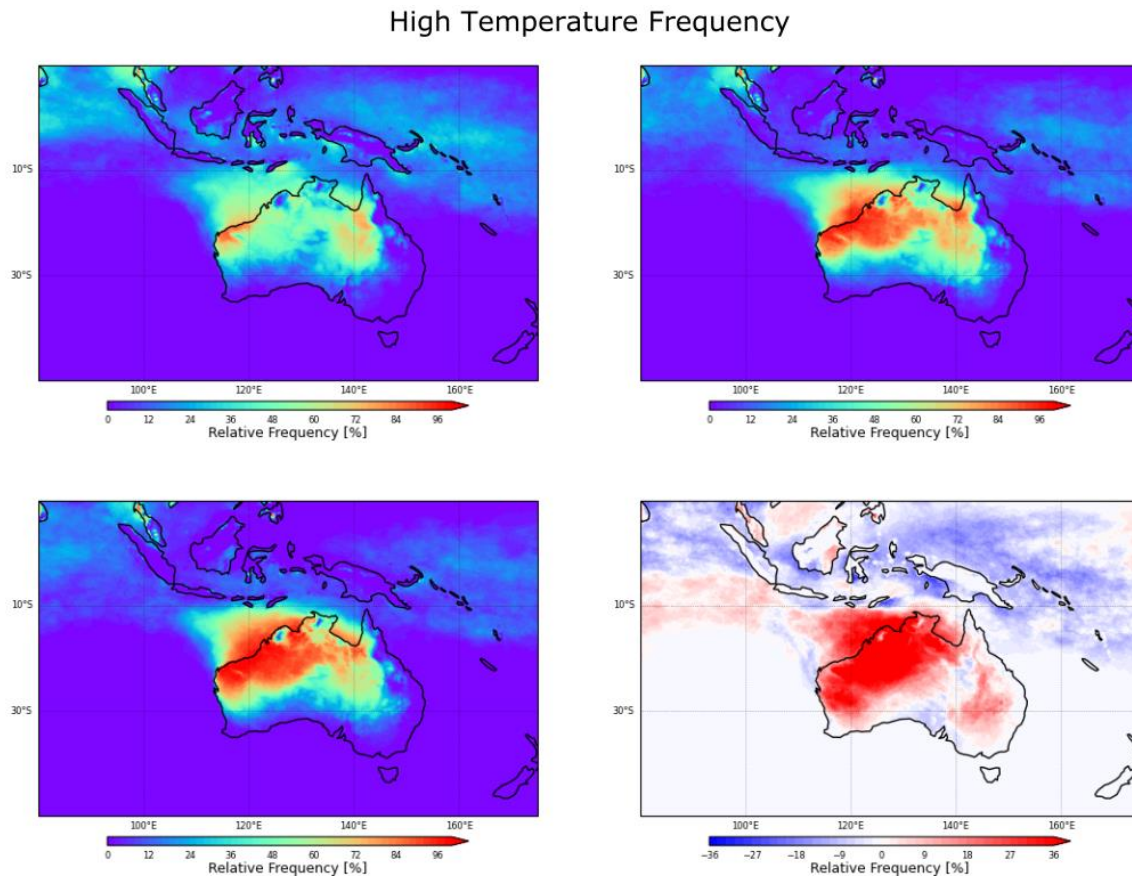 High Temperature Frequency
10°S
30°S
100°E 120°E 140°E 160°E
0 12 24 36 48 60 72 84 96
Relative Frequency [%]
10°S
30°S
100°E 120°E 140°E 160°E
0 12 24 36 48 60 72 84 96
Relative Frequency [%]
10°S
30°S
100°E 120°E 140°E 160°E
0 12 24 36 48 60 72 84 96
Relative Frequency [%]
10°S
30°S
100°E 120°E 140°E 160°E
−36 −27 −18 −9 0 9 18 27 36
Relative Frequency [%]